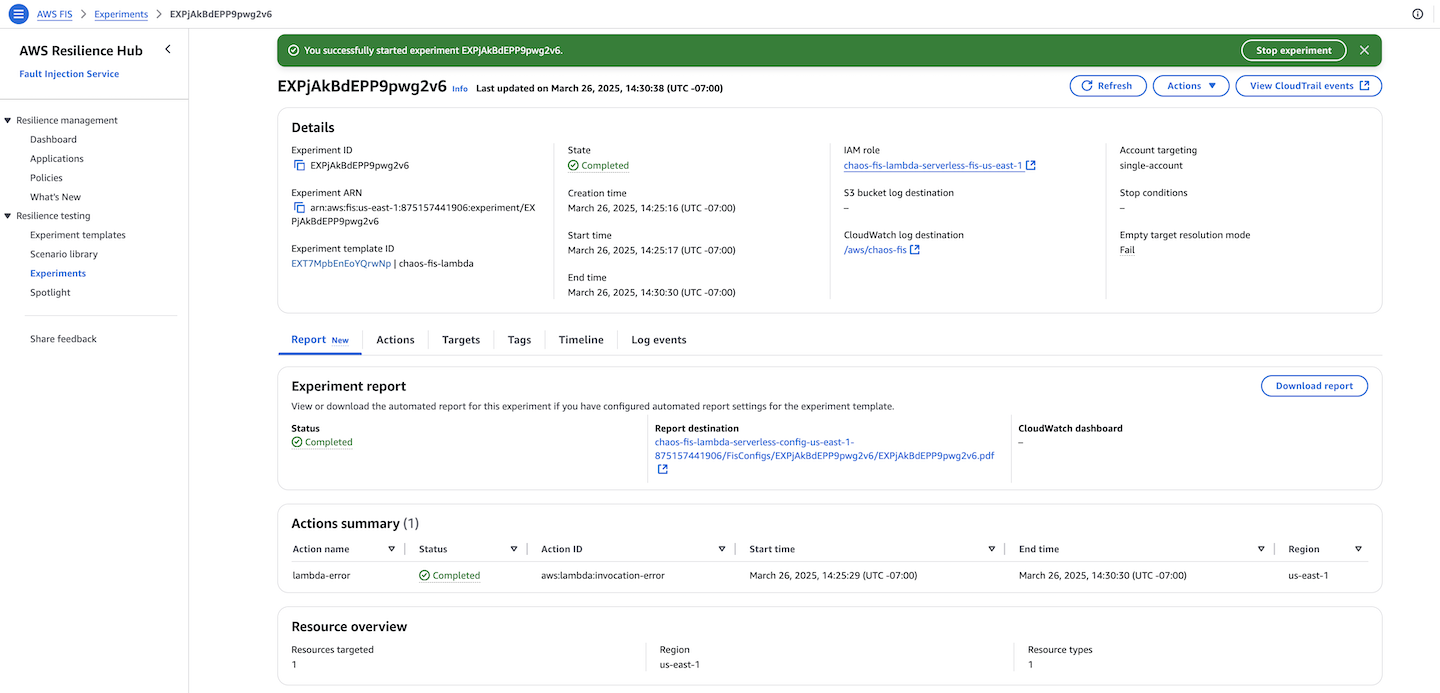 AWS FIS > Experiments > EXPjAkBdEPP9pwg2v6
AWS Resilience Hub
Fault Injection Service
Resilience management
Dashboard
Applications
Policies
What's New
Resilience testing
Experiment templates
Scenario library
Experiments
Spotlight
Share feedback
You successfully started experiment EXPjAkBdEPP9pwg2v6.
Stop experiment
EXPjAkBdEPP9pwg2v6 Info Last updated on March 26, 2025, 14:30:38 (UTC -07:00)
Refresh
Actions
View CloudTrail events
Details
Experiment ID
EXPjAkBdEPP9pwg2v6
Experiment ARN
arn:aws:fis:us-east-1:875157441906:experiment/EX
PjAkBdEPP9pwg2v6
Experiment template ID
EXT7MpbEnEoYQrwNp | chaos-fis-lambda
State
Completed
Creation time
March 26, 2025, 14:25:16 (UTC -07:00)
Start time
March 26, 2025, 14:25:17 (UTC -07:00)
End time
March 26, 2025, 14:30:30 (UTC -07:00)
IAM role
chaos-fis-lambda-serverless-fis-us-east-1
S3 bucket log destination
–
CloudWatch log destination
/aws/chaos-fis
Account targeting
single-account
Stop conditions
–
Empty target resolution mode
Fail
Report New
Actions
Targets
Tags
Timeline
Log events
Experiment report
Download report
View or download the automated report for this experiment if you have configured automated report settings for the experiment template.
Status
Completed
Report destination
chaos-fis-lambda-serverless-config-us-east-1-
875157441906/FisConfigs/EXPjAkBdEPP9pwg2v6/EXPjAkBdEPP9pwg2v6.pdf
CloudWatch dashboard
–
Actions summary (1)
Action name Status Action ID Start time End time Region
lambda-error Completed aws:lambda:invocation-error March 26, 2025, 14:25:29 (UTC -07:00) March 26, 2025, 14:30:30 (UTC -07:00) us-east-1
Resource overview
Resources targeted
1
Region
us-east-1
Resource types
1